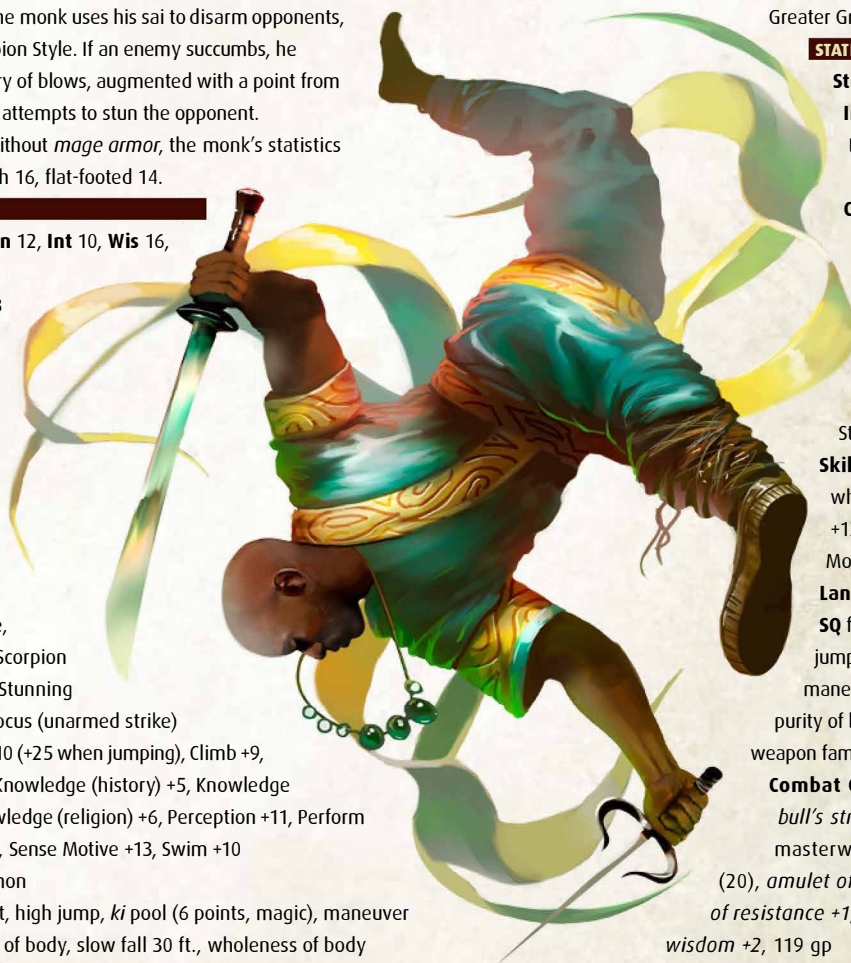 he monk uses his sai to disarm opponents,
pion Style. If an enemy succumbs, he
ry of blows, augmented with a point from
attempts to stun the opponent.
ithout mage armor, the monk's statistics
h 16, flat-footed 14.
n 12, Int 10, Wis 16,
e,
Scorpion
Stunning
ocus (unarmed strike)
10 (+25 when jumping), Climb +9,
Knowledge (history) +5, Knowledge
wledge (religion) +6, Perception +11, Perform
, Sense Motive +13, Swim +10
non
t, high jump, ki pool (6 points, magic), maneuver
of body, slow fall 30 ft., wholeness of body
Greater Gr
STATI
St
I
C
St
Skil
wh
+1
Mo
Lan
SQ f
jump
mane
purity of b
weapon fam
Combat G
bull's str
masterw
(20), amulet of
of resistance +1,
wisdom +2, 119 gp